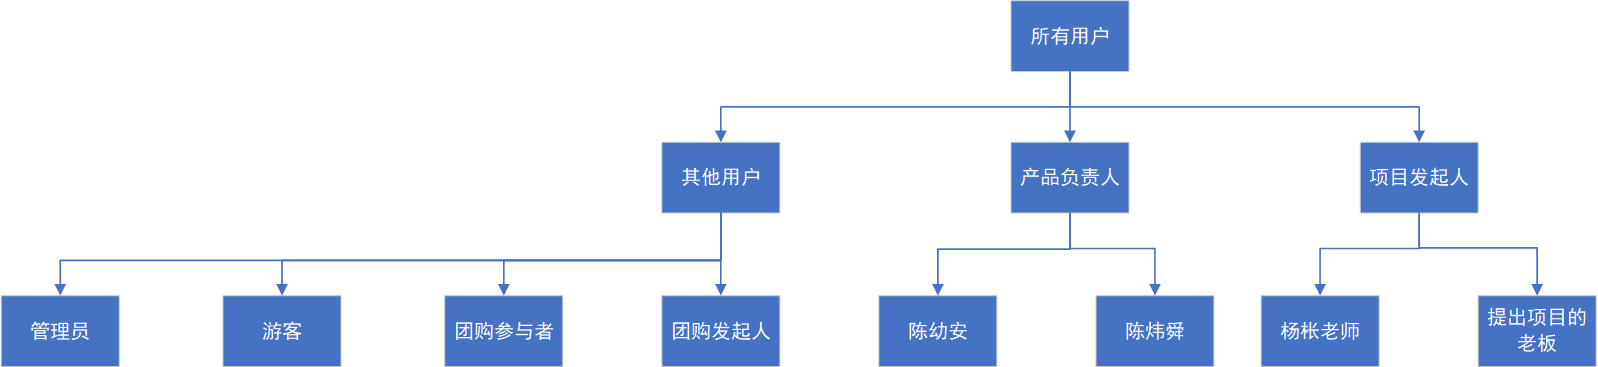 所有用户
其他用户
产品负责人
项目发起人
管理员
游客
团购参与者
团购发起人
陈幼安
陈炜舜
杨枨老师
提出项目的
老板